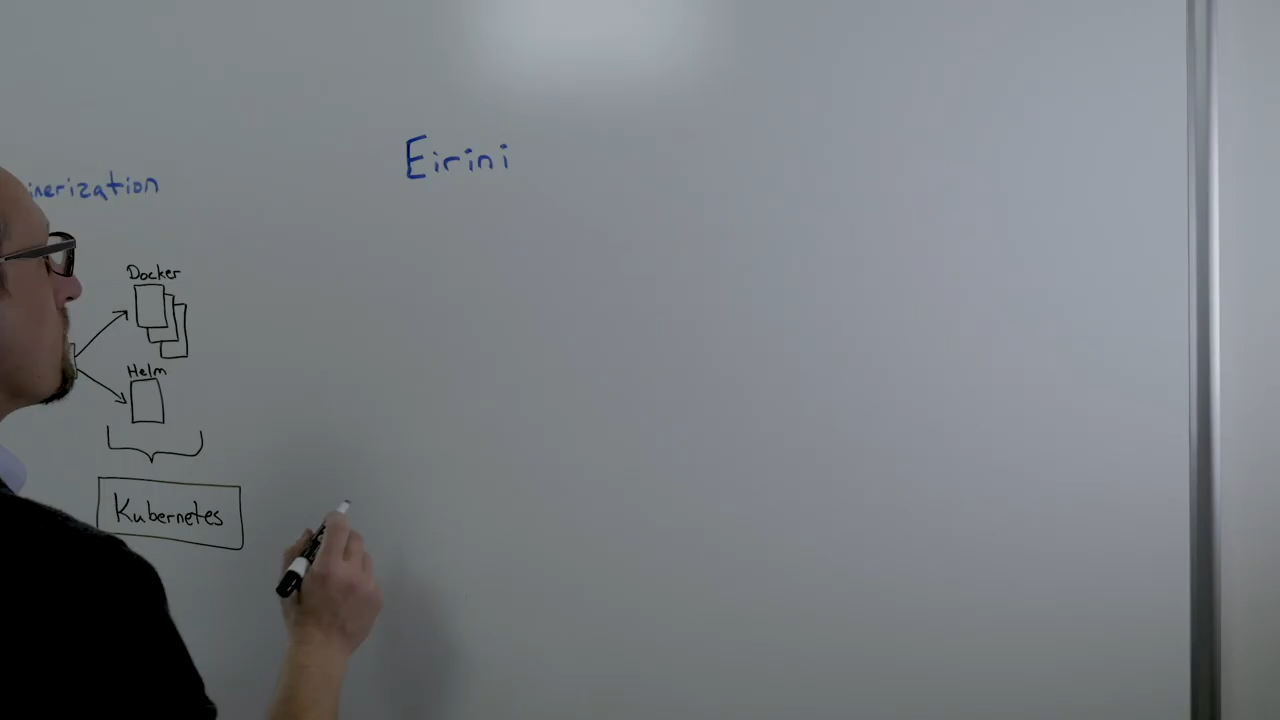 Eirini
inerization
Docker
Helm
Kubernetes